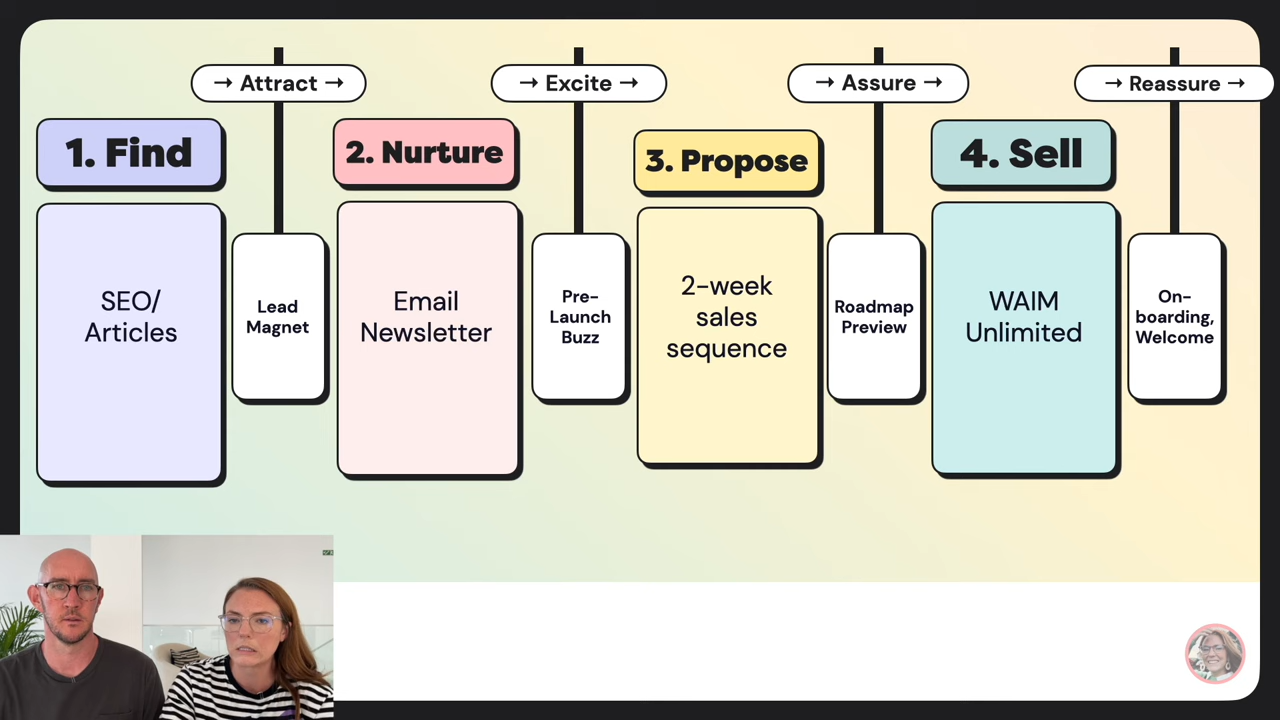 → Attract →
→ Excite →
→ Assure →
→ Reassure →
1. Find
2. Nurture
3. Propose
4. Sell
SEO/
Articles
Lead
Magnet
Email
Newsletter
Pre-
Launch
Buzz
2-week
sales
sequence
Roadmap
Preview
WAIM
Unlimited
On-
boarding,
Welcome